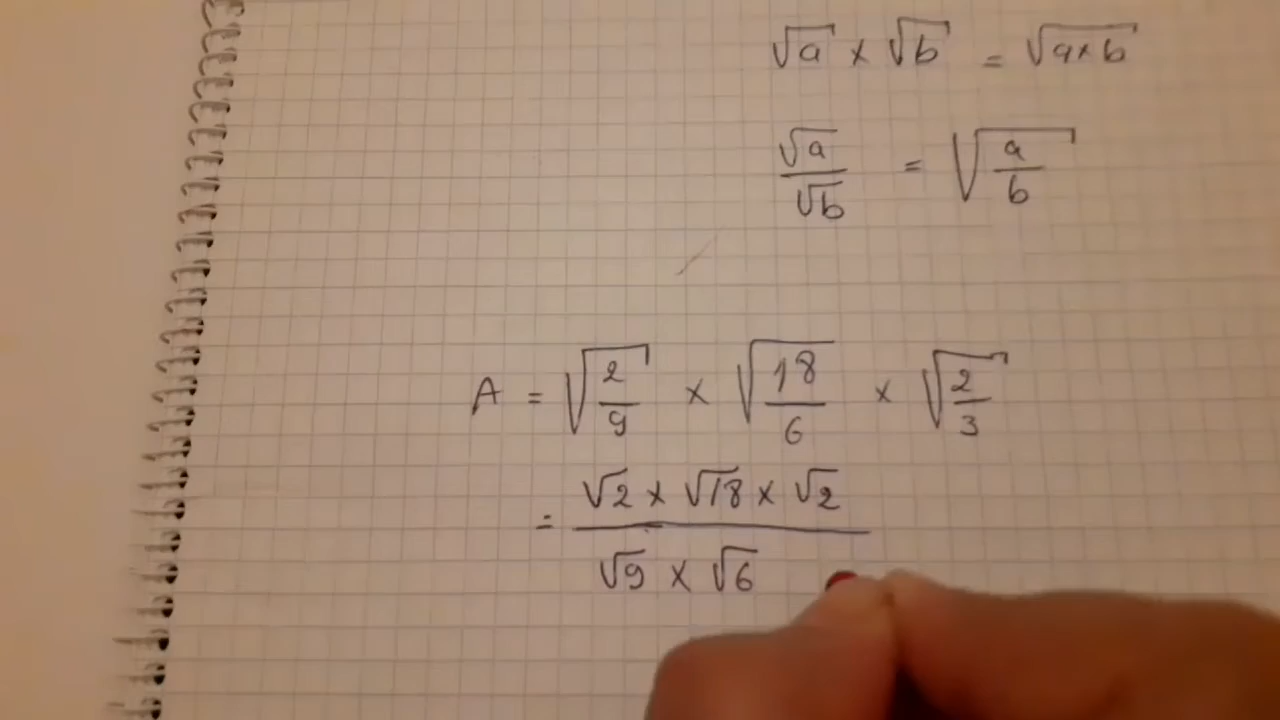 √a × √b = √a×b
√a/√b = √(a/b)
A = √(2/9) × √(18/6) × √(2/3)
= (√2 × √18 × √2)/(√9 × √6